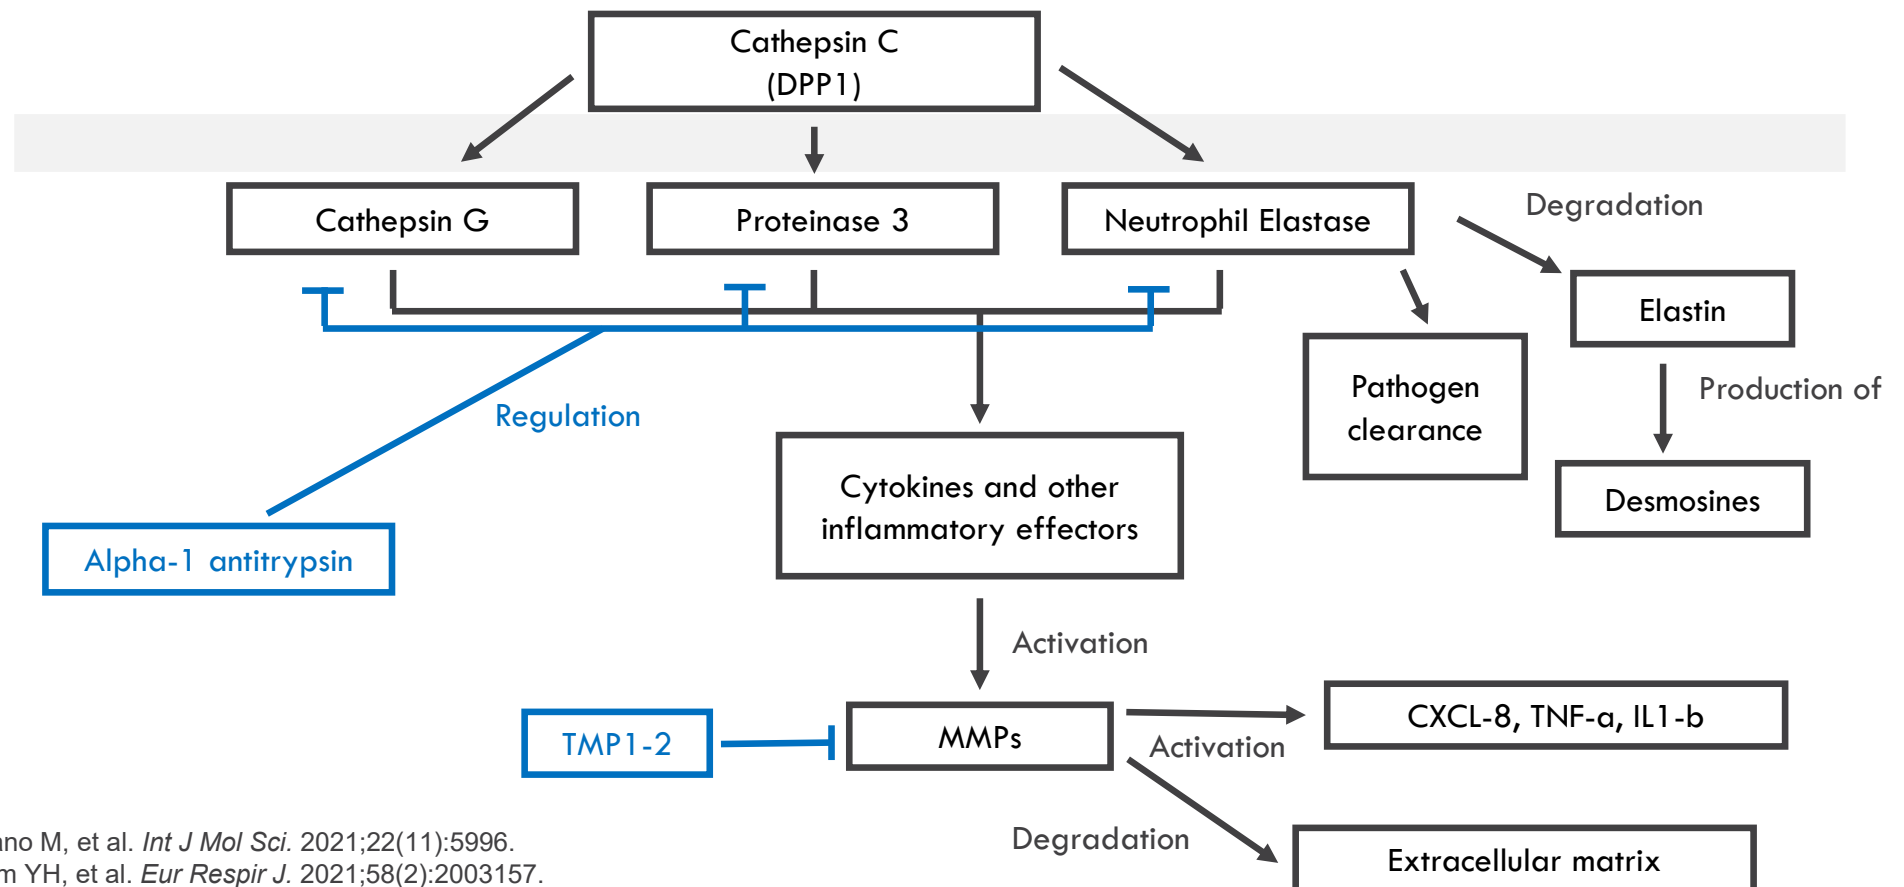 Cathepsin C
(DPP1)
Cathepsin G
Proteinase 3
Neutrophil Elastase
Degradation
Elastin
Pathogen
clearance
Production of
Desmosines
Regulation
Alpha-1 antitrypsin
Cytokines and other
inflammatory effectors
Activation
TMP1-2
MMPs
Activation
CXCL-8, TNF-a, IL1-b
Degradation
Extracellular matrix
M, et al. Int J Mol Sci. 2021;22(11):5996.
YH, et al. Eur Respir J. 2021;58(2):2003157.